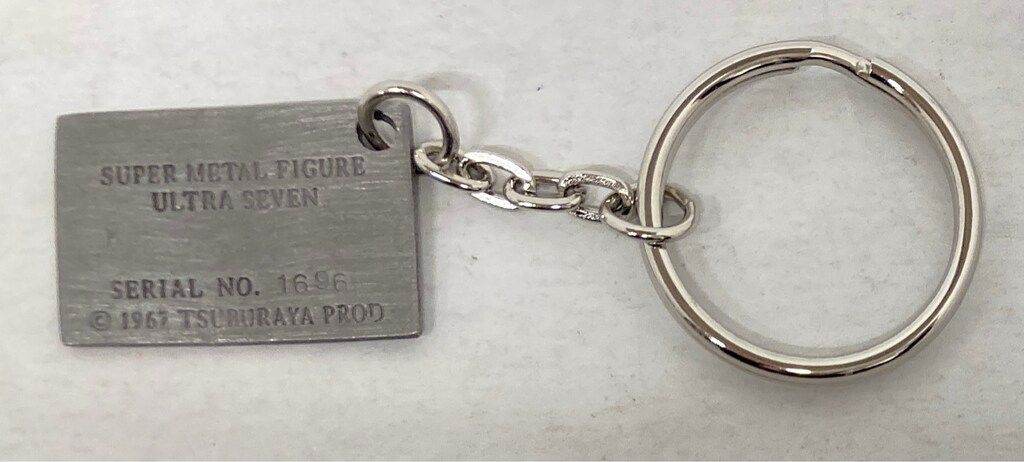 SUPER METAL FIGURE
ULTRA SEVEN
SERIAL NO. 1696
© 1967 TSUBURAYA PROD